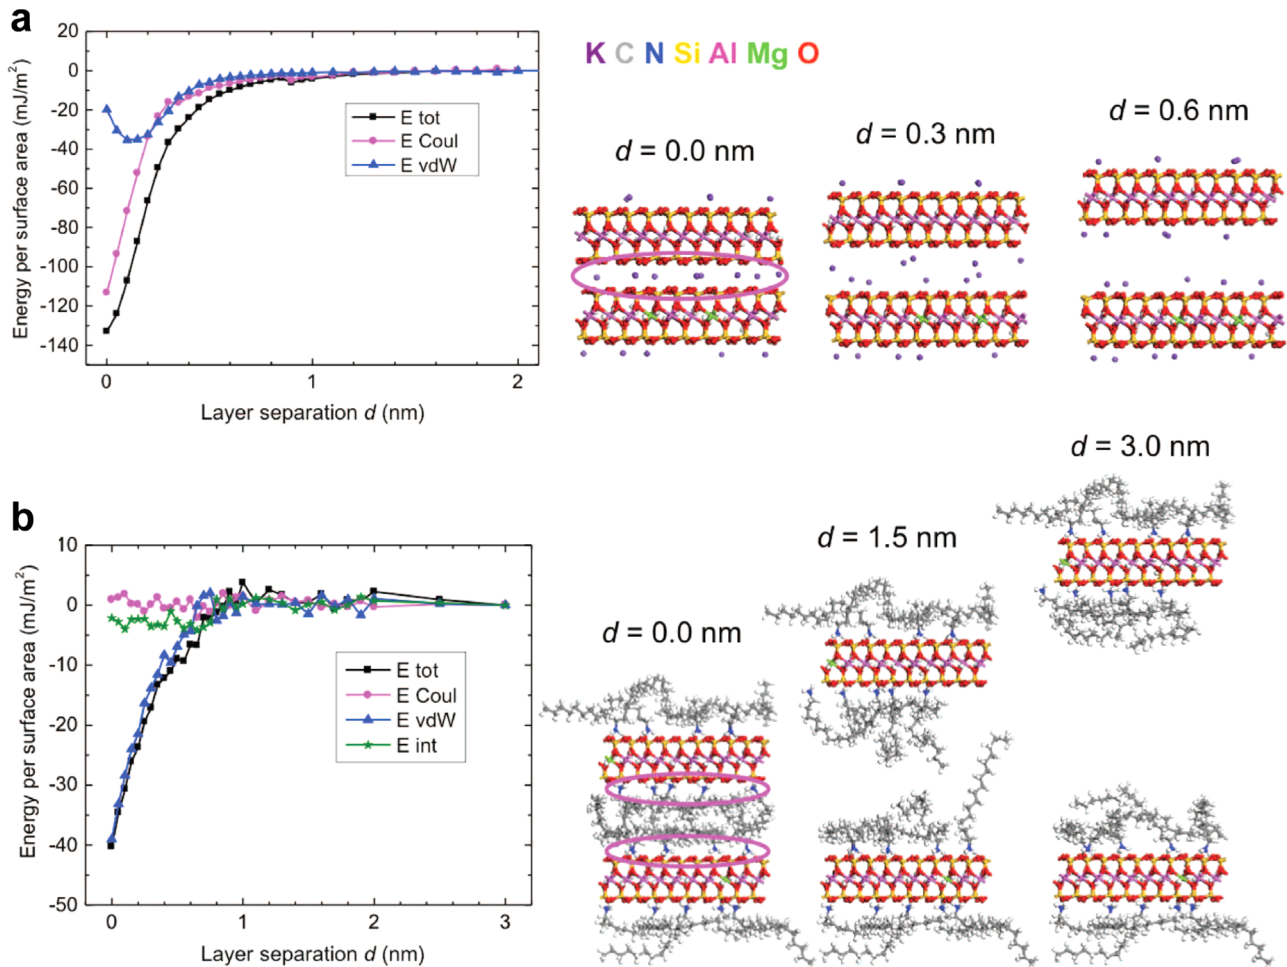 a
20
0
-20
-40
-60
-80
-100
-120
-140
Energy per surface area (mJ/m²)
E tot
E Coul
E vdW
0
1
2
Layer separation d (nm)
K C N Si Al Mg O
d = 0.0 nm
d = 0.3 nm
d = 0.6 nm
b
10
0
-10
-20
-30
-40
-50
Energy per surface area (mJ/m²)
E tot
E Coul
E vdW
E int
0
1
2
3
Layer separation d (nm)
d = 0.0 nm
d = 1.5 nm
d = 3.0 nm